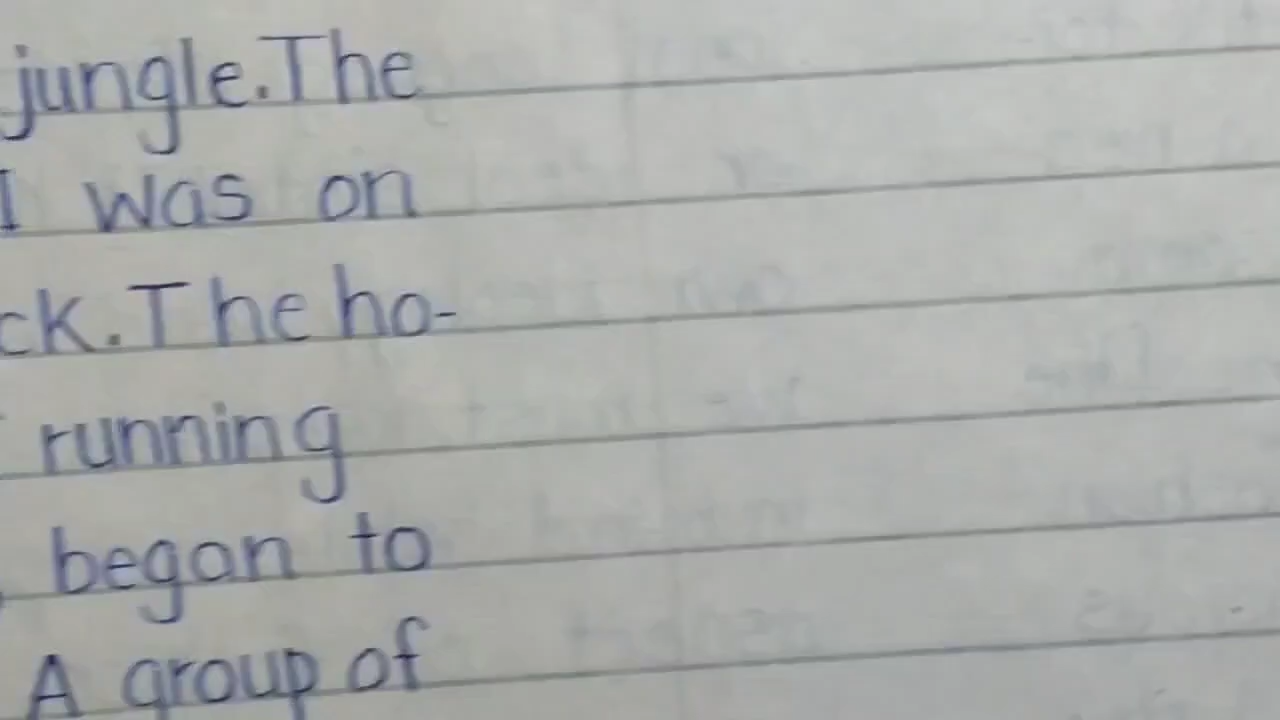 jungle.The
I was on
ck.The ho-
running
began to
A group of